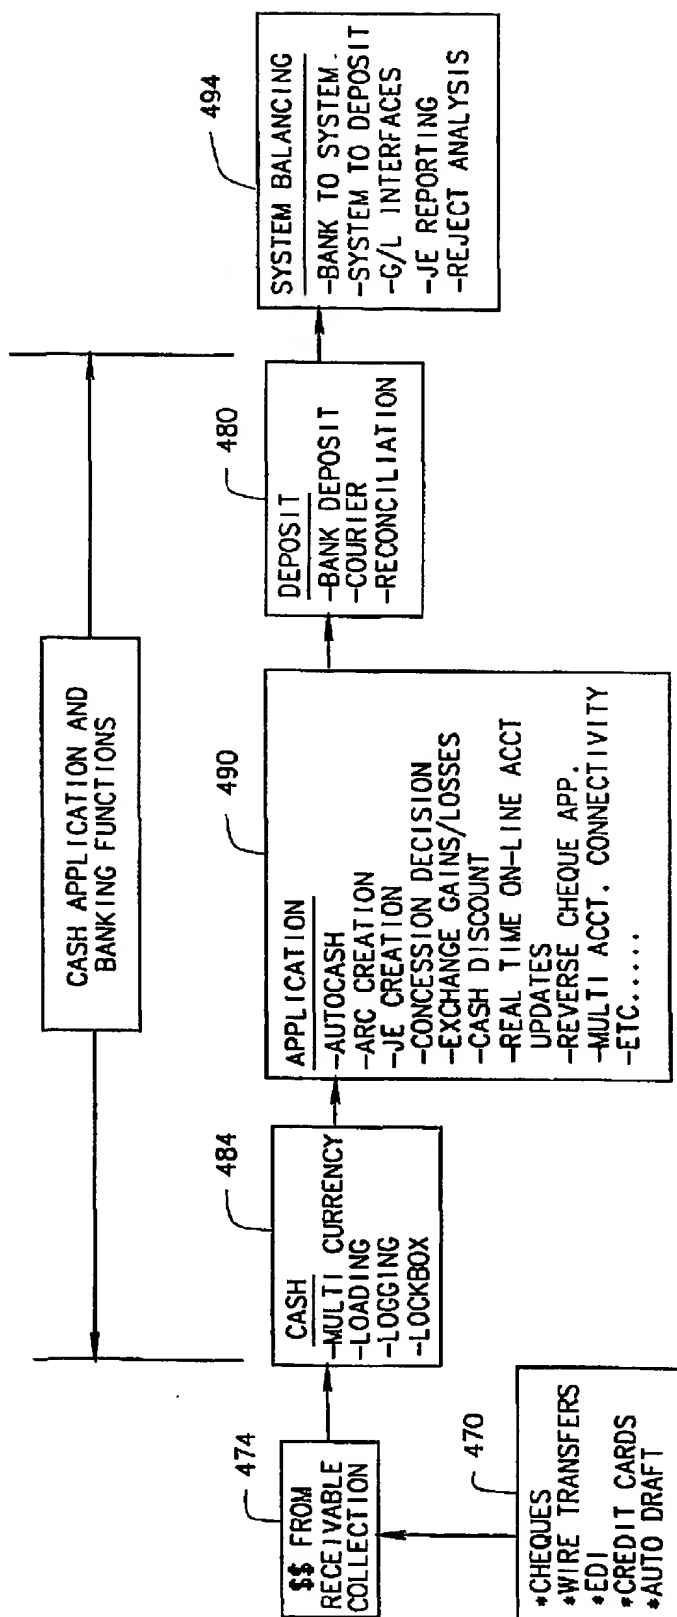 CASH APPLICATION AND
BANKING FUNCTIONS
470
*CHEQUES
*WIRE TRANSFERS
*EDI
*CREDIT CARDS
*AUTO DRAFT
474
$$ FROM
RECEIVABLE
COLLECTION
484
CASH
-MULTI CURRENCY
-LOADING
-LOGGING
-LOCKBOX
490
APPLICATION
-AUTOCASH
-ARC CREATION
-JE CREATION
-CONCESSION DECISION
-EXCHANGE GAINS/LOSSES
-CASH DISCOUNT
-REAL TIME ON-LINE ACCT
UPDATES
-REVERSE CHEQUE APP.
-MULTI ACCT. CONNECTIVITY
-ETC.....
480
DEPOSIT
-BANK DEPOSIT
-COURIER
-RECONCILIATION
494
SYSTEM BALANCING
-BANK TO SYSTEM.
-SYSTEM TO DEPOSIT
-G/L INTERFACES
-JE REPORTING
-REJECT ANALYSIS